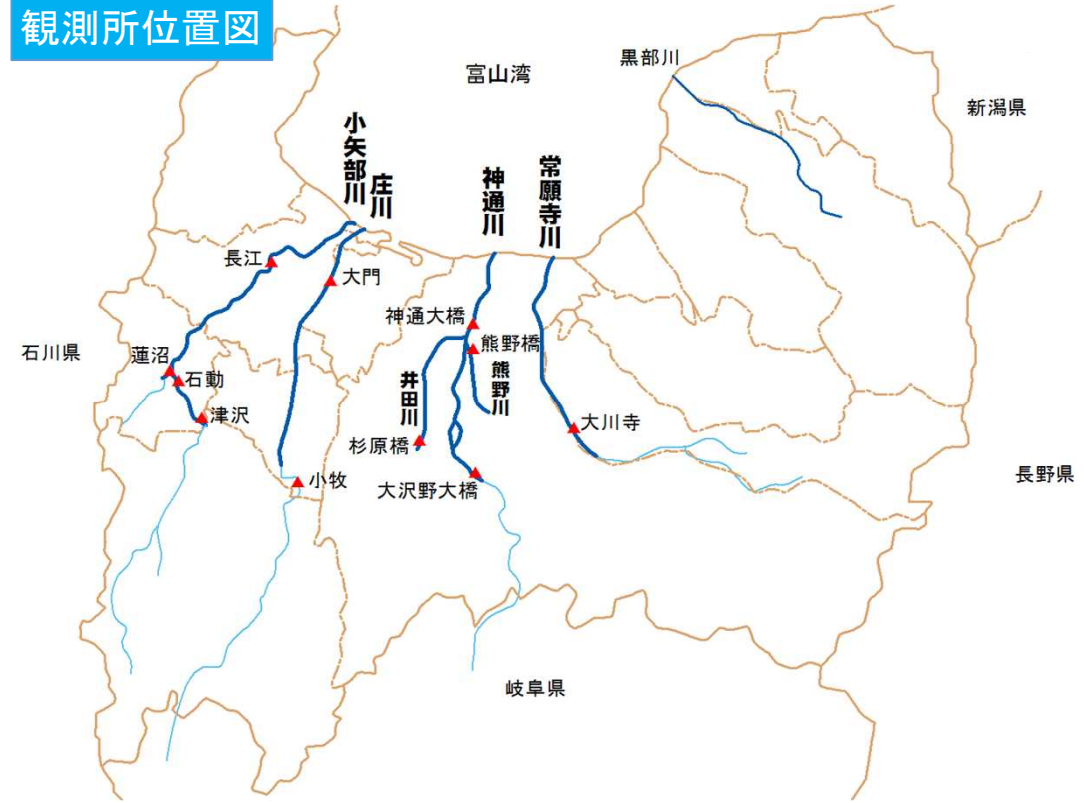 観測所位置図
富山湾
黒部川
新潟県
小矢部川
庄川
神通川
常願寺川
長江
大門
神通大橋
熊野橋
石川県
蓮沼
石動
井田川
熊野川
津沢
大川寺
杉原橋
小牧
大沢野大橋
長野県
岐阜県